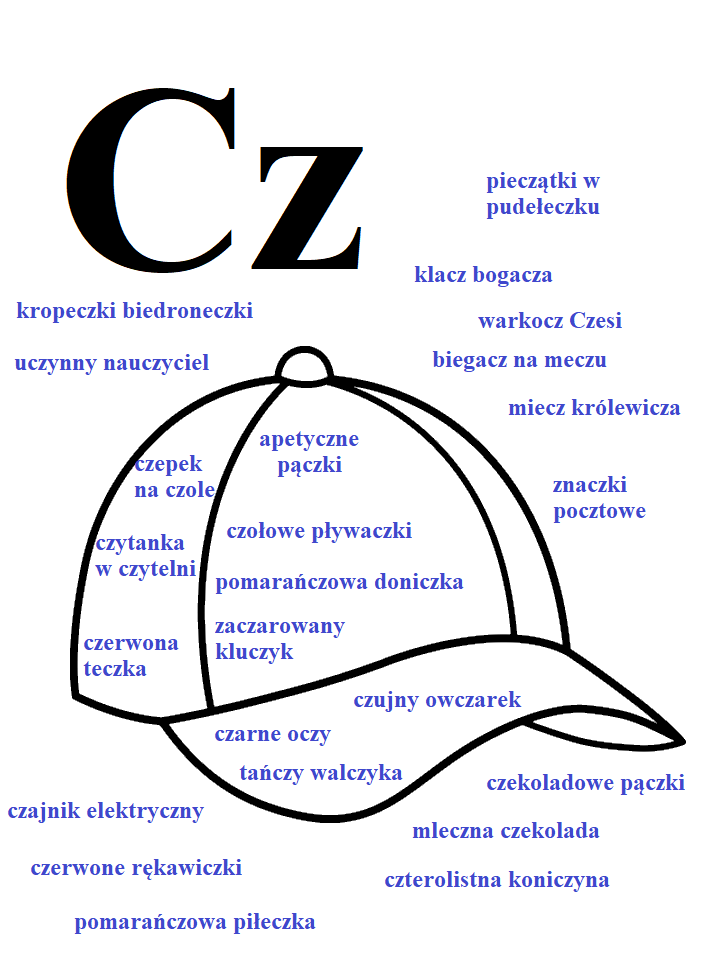 Cz
pieczątki w
pudełeczku
klacz bogacza
kropeczki biedroneczki
warkocz Czesi
uczynny nauczyciel
biegacz na meczu
miecz królewicza
apetyczne
pączki
czepek
na czole
znaczki
pocztowe
czołowe pływaczki
czytanka
w czytelni
pomarańczowa doniczka
zaczarowany
kluczyk
czerwona
teczka
czujny owczarek
czarne oczy
tańczy walczyka
czekoladowe pączki
czajnik elektryczny
mleczna czekolada
czerwone rękawiczki
czterolistna koniczyna
pomarańczowa piłeczka